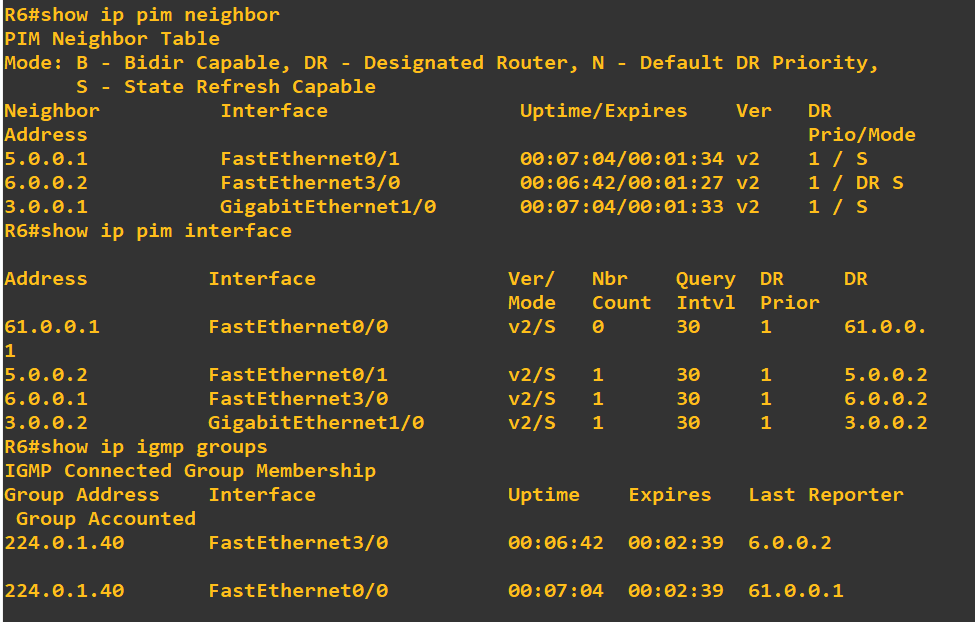 R6#show ip pim neighbor
PIM Neighbor Table
Mode: B - Bidir Capable, DR - Designated Router, N - Default DR Priority,
      S - State Refresh Capable
Neighbor          Interface                Uptime/Expires    Ver   DR
Address                                                            Prio/Mode
5.0.0.1           FastEthernet0/1          00:07:04/00:01:34 v2    1 / S
6.0.0.2           FastEthernet3/0          00:06:42/00:01:27 v2    1 / DR S
3.0.0.1           GigabitEthernet1/0       00:07:04/00:01:33 v2    1 / S
R6#show ip pim interface

Address          Interface                Ver/   Nbr    Query  DR     DR
                                          Mode   Count  Intvl  Prior
61.0.0.1         FastEthernet0/0          v2/S   0      30     1      61.0.0.
1
5.0.0.2          FastEthernet0/1          v2/S   1      30     1      5.0.0.2
6.0.0.1          FastEthernet3/0          v2/S   1      30     1      6.0.0.2
3.0.0.2          GigabitEthernet1/0       v2/S   1      30     1      3.0.0.2
R6#show ip igmp groups
IGMP Connected Group Membership
Group Address    Interface                Uptime    Expires   Last Reporter
 Group Accounted
224.0.1.40       FastEthernet3/0          00:06:42  00:02:39  6.0.0.2

224.0.1.40       FastEthernet0/0          00:07:04  00:02:39  61.0.0.1